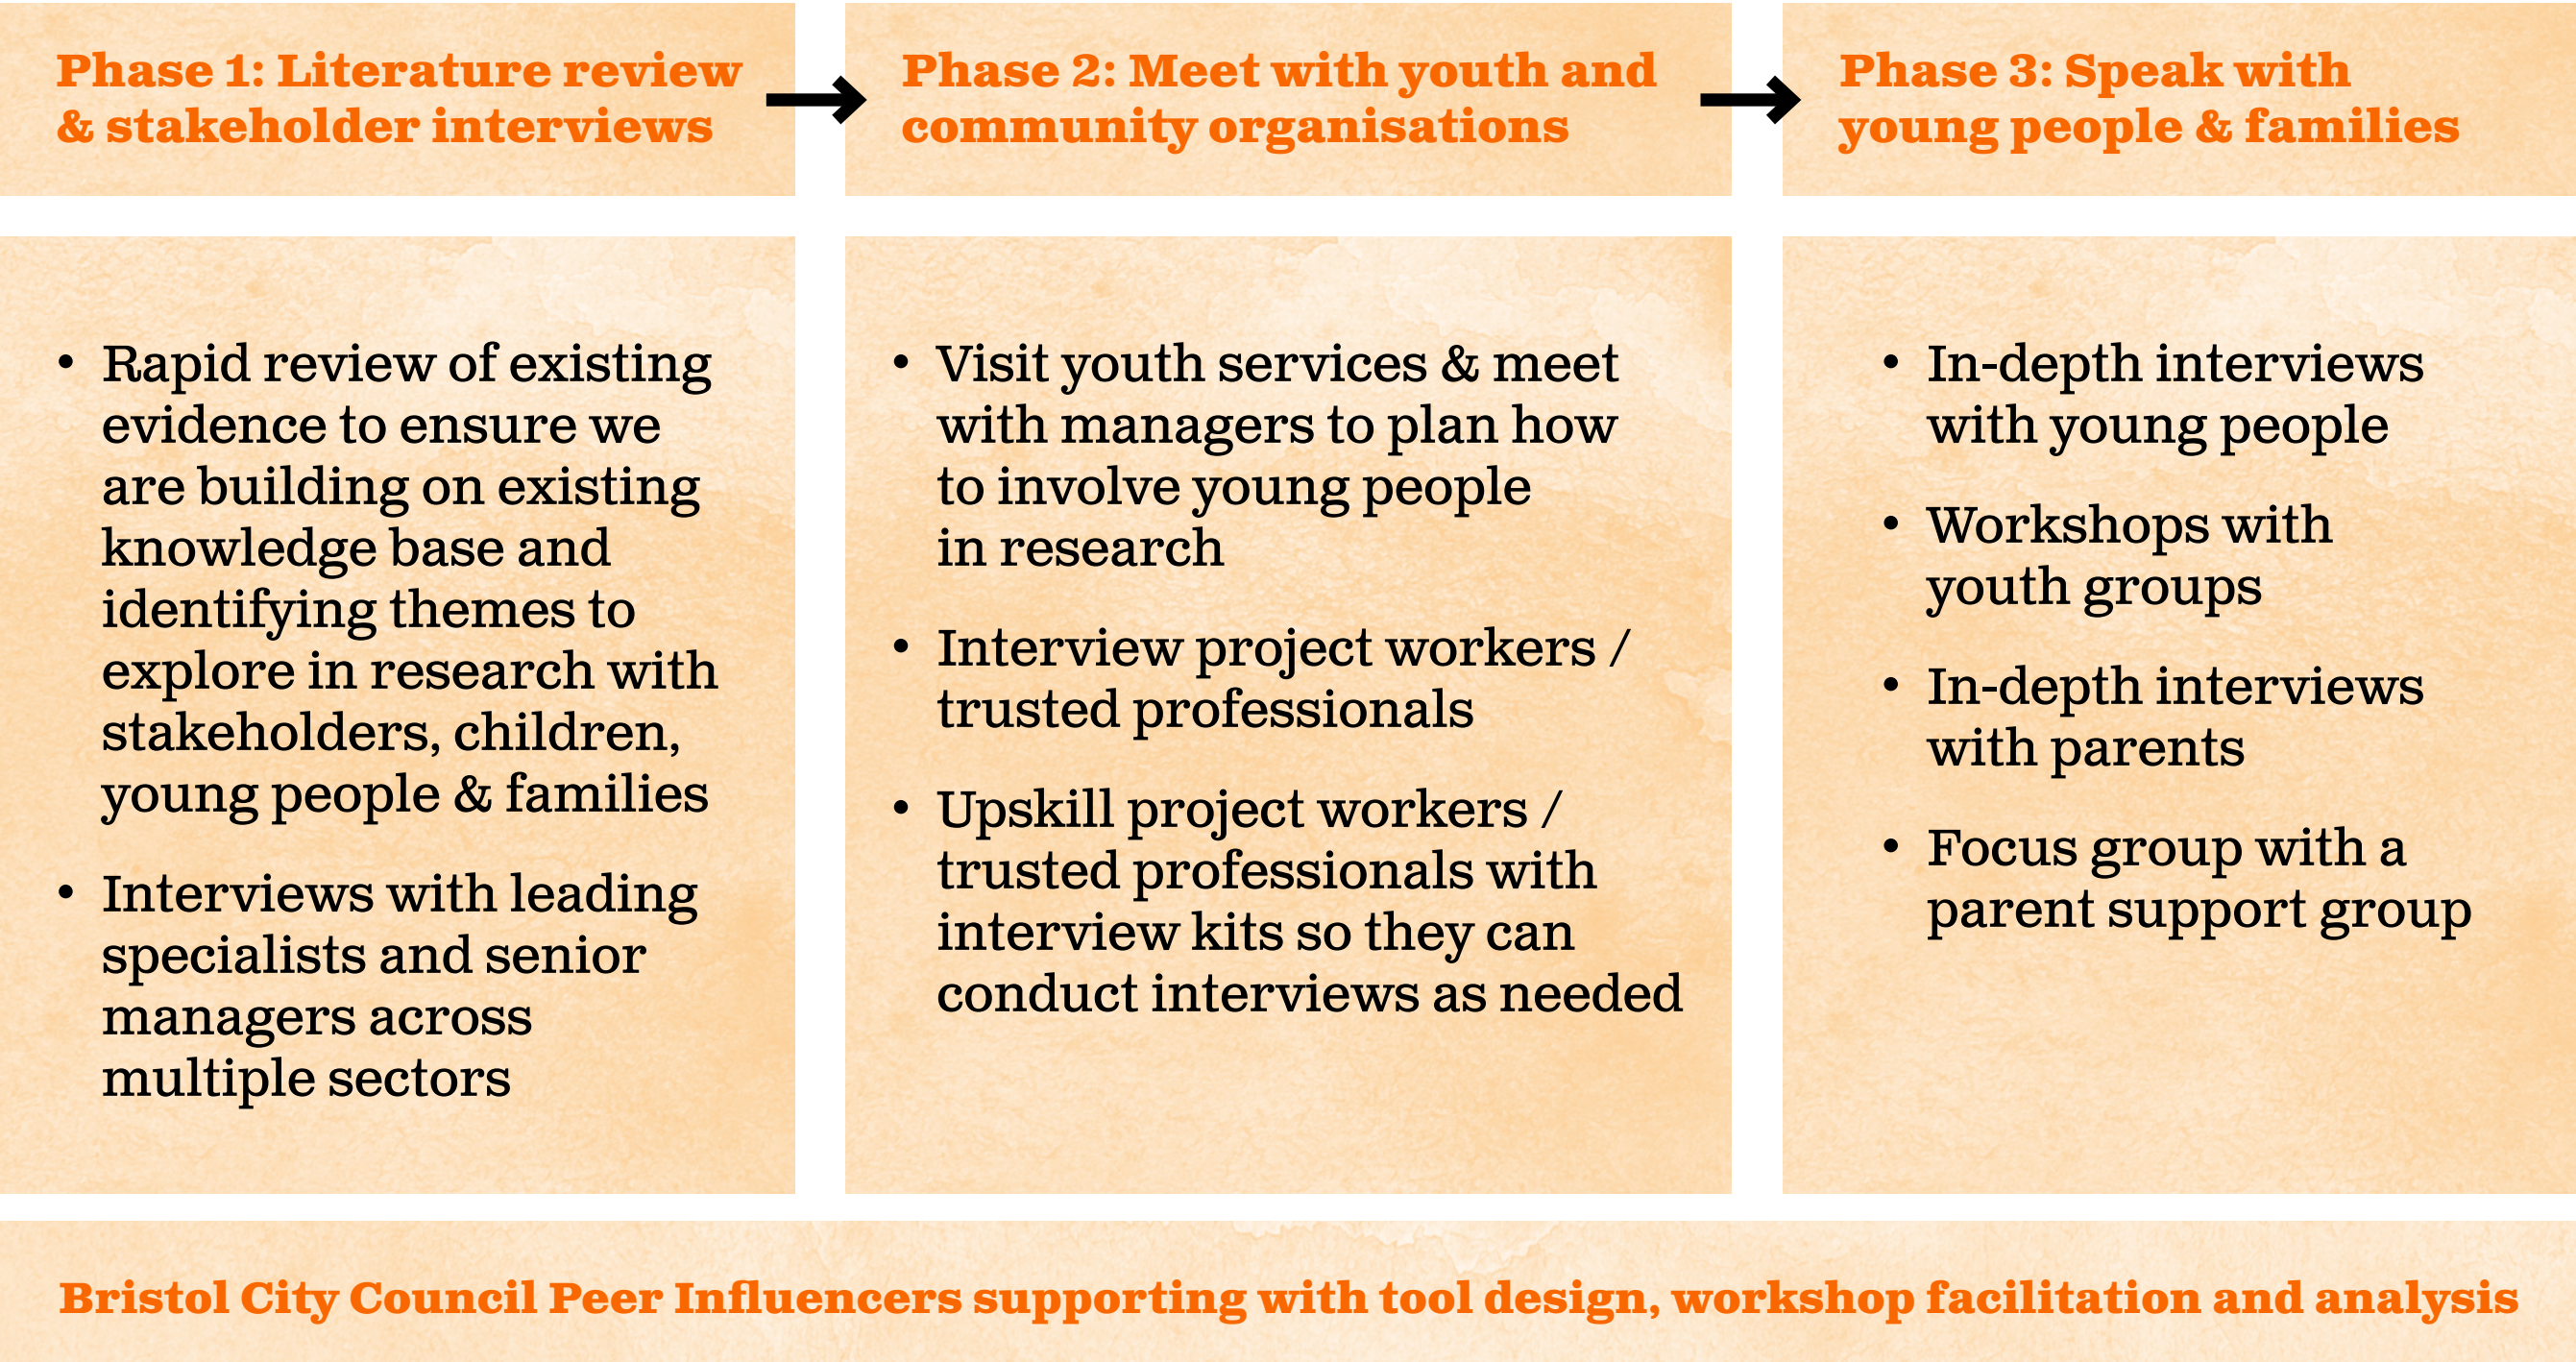 Phase 1: Literature review
& stakeholder interviews
Phase 2: Meet with youth and
community organisations
Phase 3: Speak with
young people & families
• Rapid review of existing
evidence to ensure we
are building on existing
knowledge base and
identifying themes to
explore in research with
stakeholders, children,
young people & families
• Interviews with leading
specialists and senior
managers across
multiple sectors
• Visit youth services & meet
with managers to plan how
to involve young people
in research
• Interview project workers /
trusted professionals
• Upskill project workers /
trusted professionals with
interview kits so they can
conduct interviews as needed
• In-depth interviews
with young people
• Workshops with
youth groups
• In-depth interviews
with parents
• Focus group with a
parent support group
Bristol City Council Peer Influencers supporting with tool design, workshop facilitation and analysis